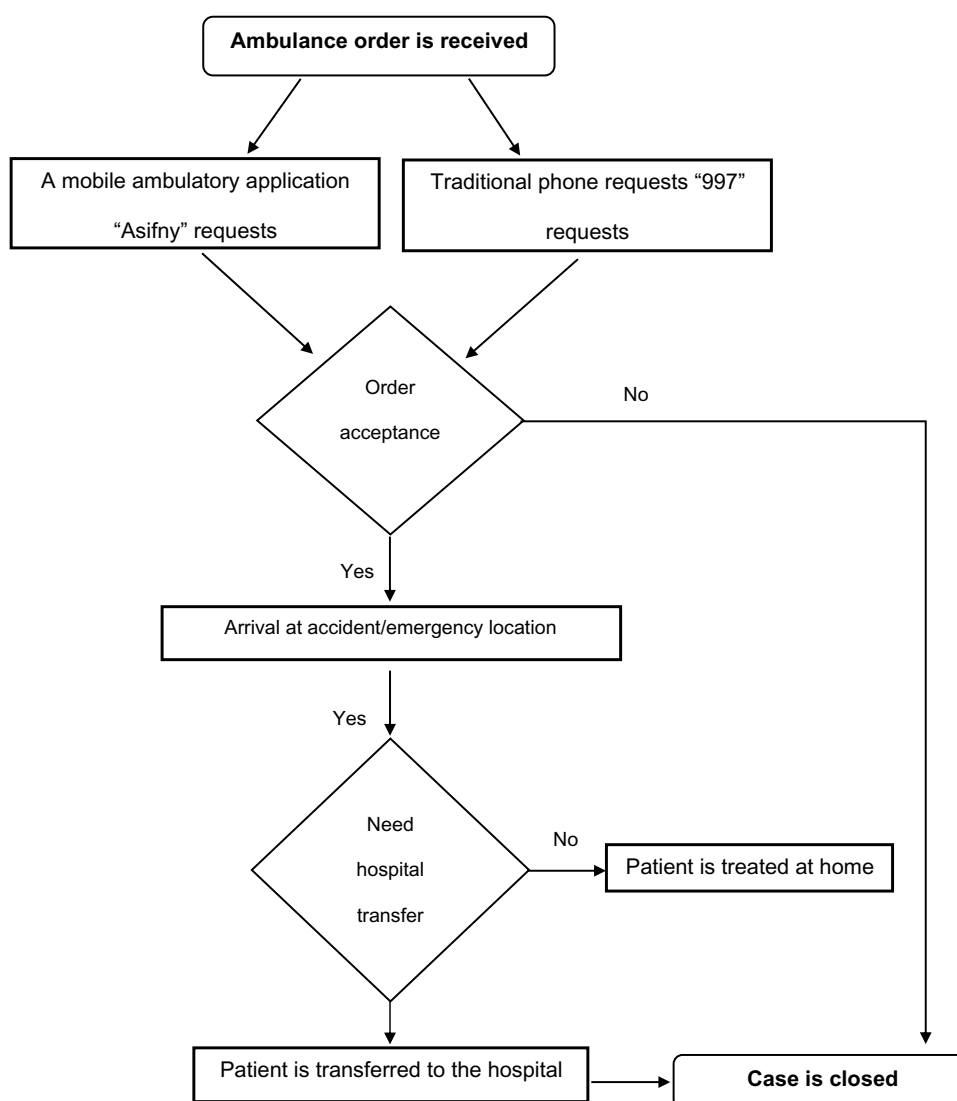 Ambulance order is received
A mobile ambulatory application
“Asifny” requests
Traditional phone requests “997”
requests
Order
acceptance
No
Yes
Arrival at accident/emergency location
Yes
Need
hospital
transfer
No
Patient is treated at home
Patient is transferred to the hospital
Case is closed